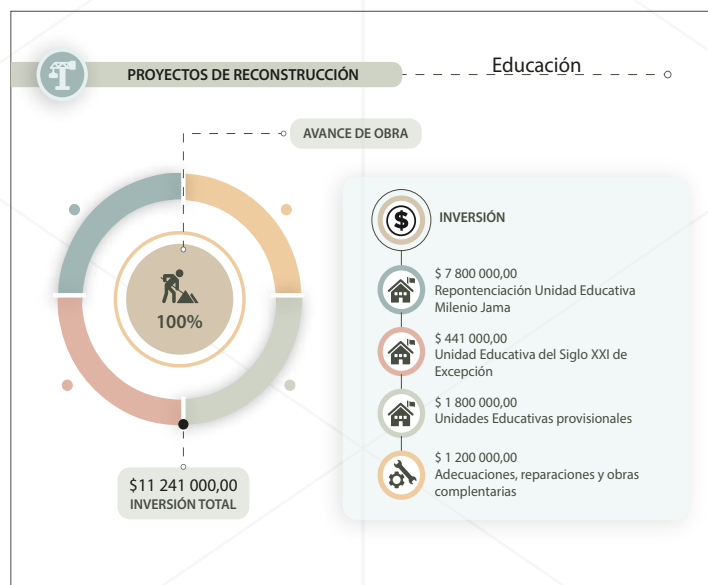 PROYECTOS DE RECONSTRUCCIÓN
Educación
AVANCE DE OBRA
100%
$11 241 000,00
INVERSIÓN TOTAL
$
INVERSIÓN
$ 7 800 000,00
Repontenciación Unidad Educativa
Milenio Jama
$ 441 000,00
Unidad Educativa del Siglo XXI de
Excepción
$ 1 800 000,00
Unidades Educativas provisionales
$ 1 200 000,00
Adecuaciones, reparaciones y obras
complentarias